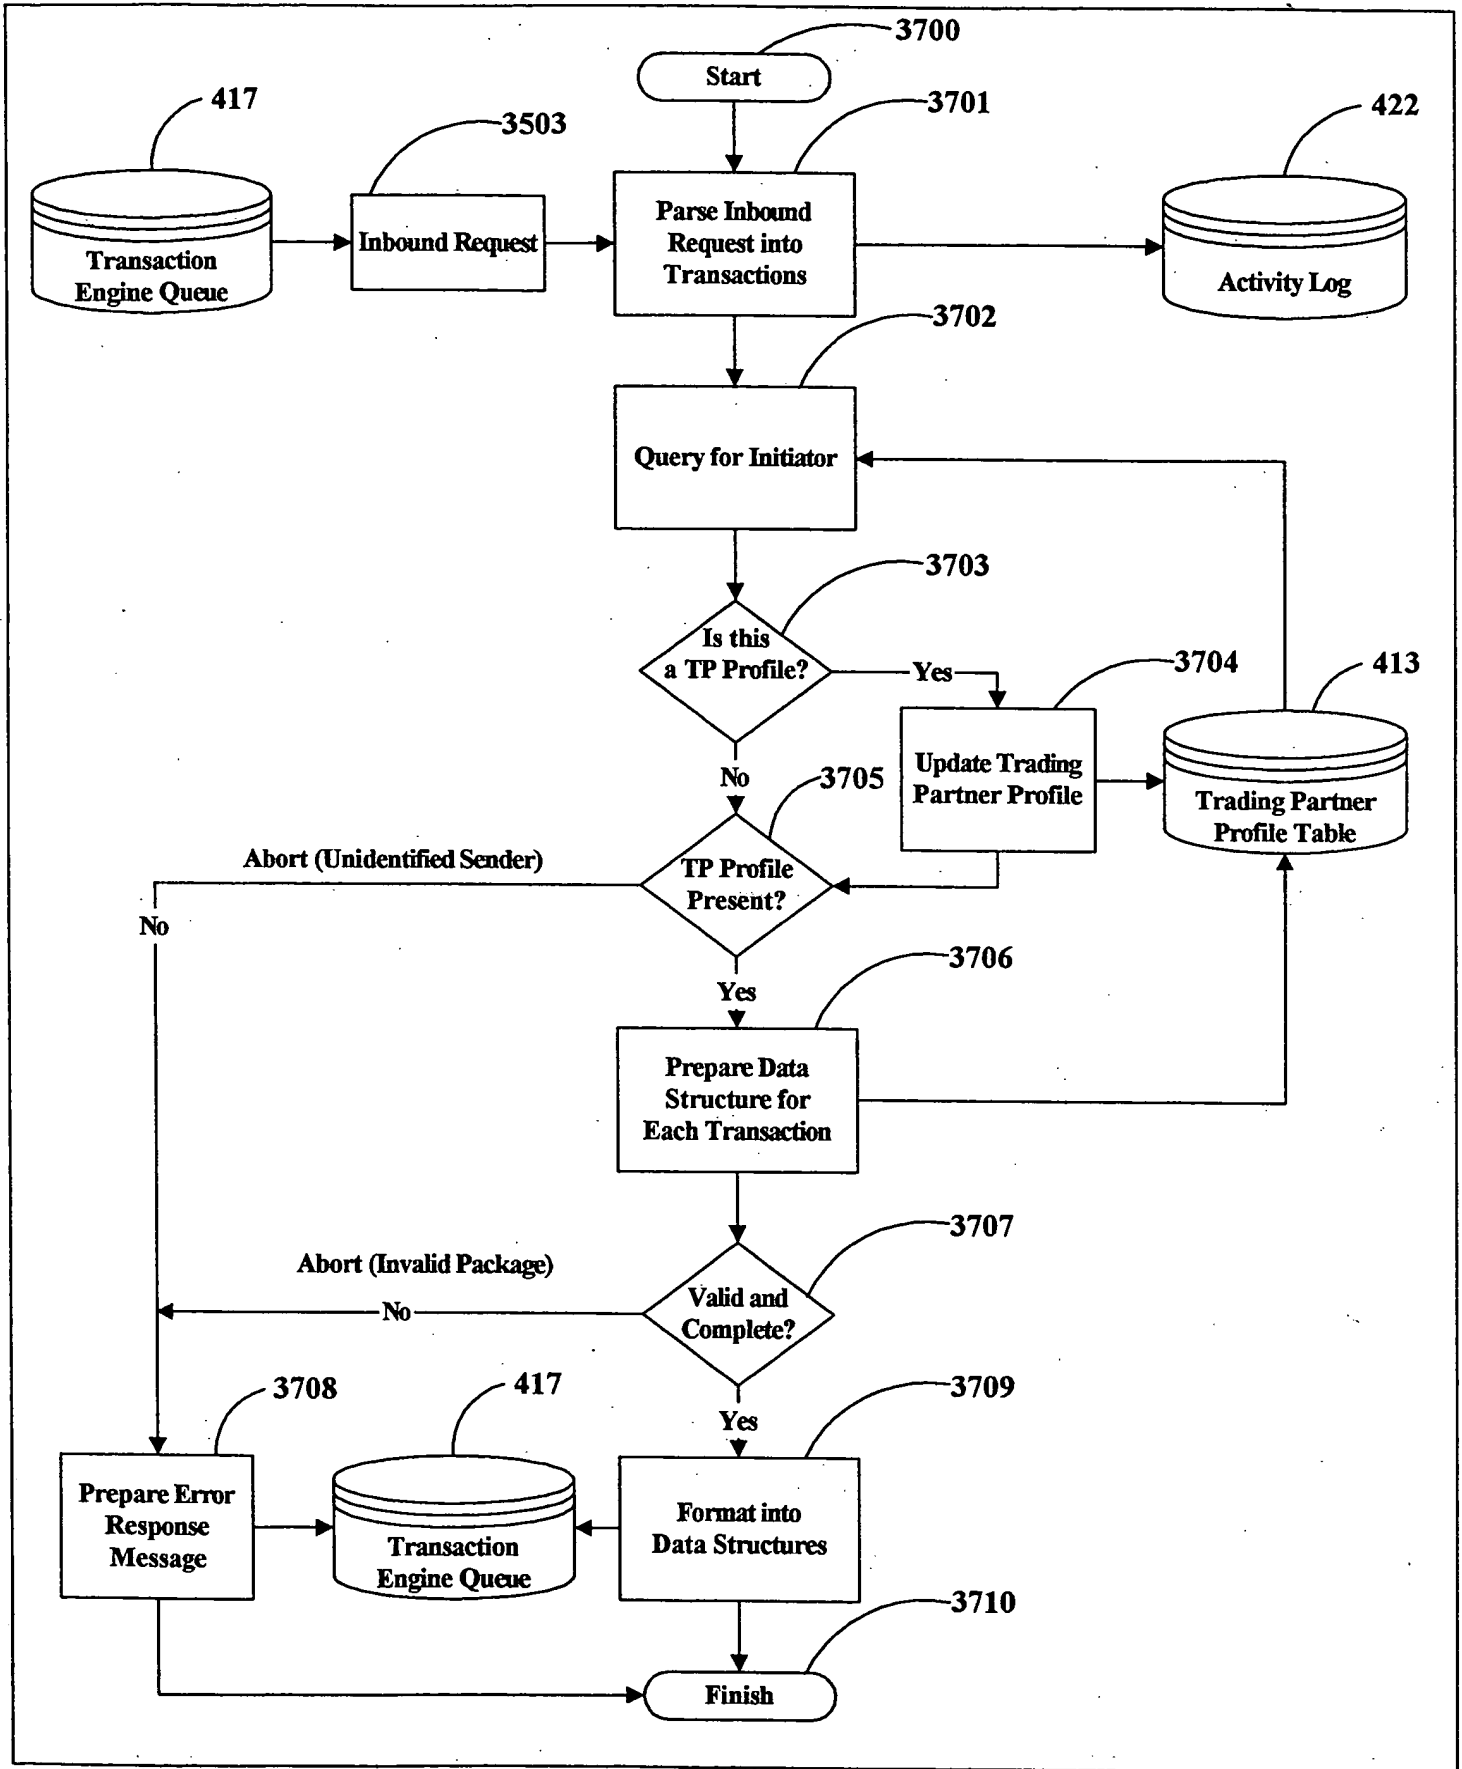 3700
Start
417
3503
3701
422
Transaction
Engine Queue
Inbound Request
Parse Inbound
Request into
Transactions
Activity Log
3702
Query for Initiator
3703
Is this
a TP Profile?
Yes
3704
413
No
3705
Update Trading
Partner Profile
Trading Partner
Profile Table
Abort (Unidentified Sender)
TP Profile
Present?
No
3706
Yes
Prepare Data
Structure for
Each Transaction
3707
Abort (Invalid Package)
No
Valid and
Complete?
3708
417
3709
Yes
Prepare Error
Response
Message
Transaction
Engine Queue
Format into
Data Structures
3710
Finish